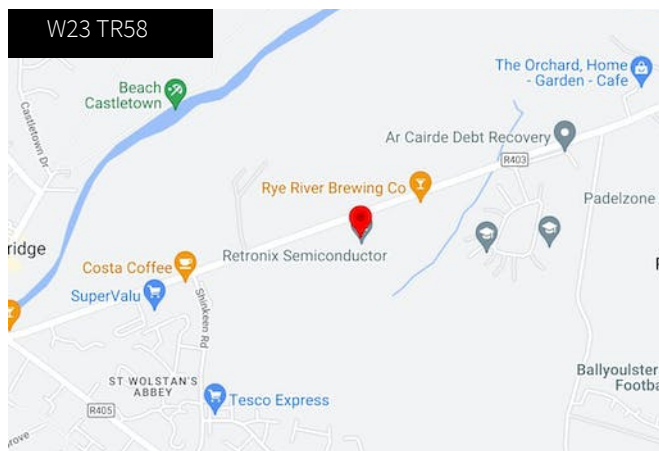 W23 TR58
The Orchard, Home
- Garden - Cafe
Beach
Castletown
Castletown Dr
Ar Cairde Debt Recovery
R403
Rye River Brewing Co
Padelzone
ridge
Retronix Semiconductor
Costa Coffee
SuperValu
Shinkeen Rd
ST WOLSTAN'S
ABBEY
Ballyoulster
Footba
Tesco Express
R405
rove